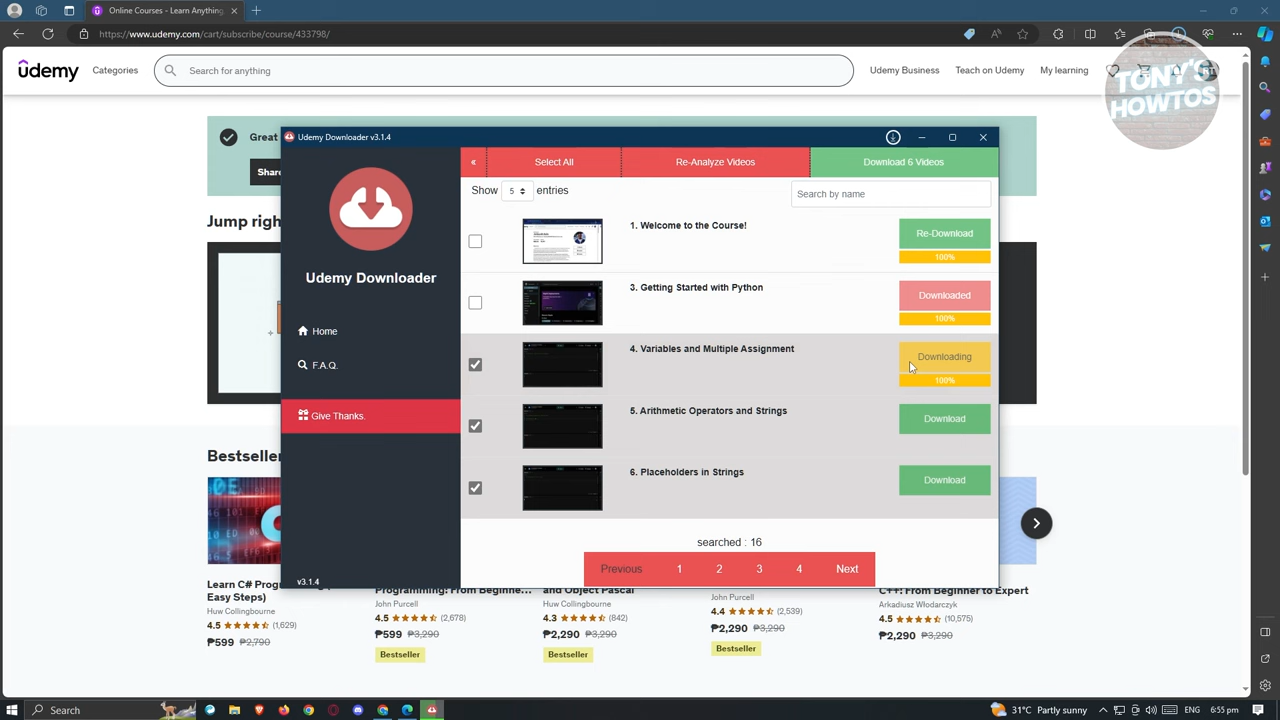 Online Courses - Learn Anything
https://www.udemy.com/cart/subscribe/course/433798/
ûdemy
Categories
Search for anything
Udemy Business
Teach on Udemy
My learning
RT
TONY'S
HOWTOS
Great
Share
Jump righ
Udemy Downloader v3.1.4
Udemy Downloader
Home
F.A.Q.
Give Thanks.
v3.1.4
«
Select All
Re-Analyze Videos
Download 6 Videos
Show 5 entries
Search by name
1. Welcome to the Course!
Re-Download
100%
3. Getting Started with Python
Downloaded
100%
4. Variables and Multiple Assignment
Downloading
100%
5. Arithmetic Operators and Strings
Download
6. Placeholders in Strings
Download
searched : 16
Previous 1 2 3 4 Next
Bestselle
Learn C# Prog
Easy Steps)
Huw Collingbourne
4.5 (1,629)
₱599 ₱2,790
Programming: From Beginne...
John Purcell
4.5 (2,678)
₱599 ₱3,290
Bestseller
and Object Pascal
Huw Collingbourne
4.3 (842)
₱2,290 ₱3,290
Bestseller
John Purcell
4.4 (2,539)
₱2,290 ₱3,290
Bestseller
C++: From Beginner to Expert
Arkadiusz Włodarczyk
4.5 (10,575)
₱2,290 ₱3,290
Search
31°C Partly sunny
ENG
6:55 pm